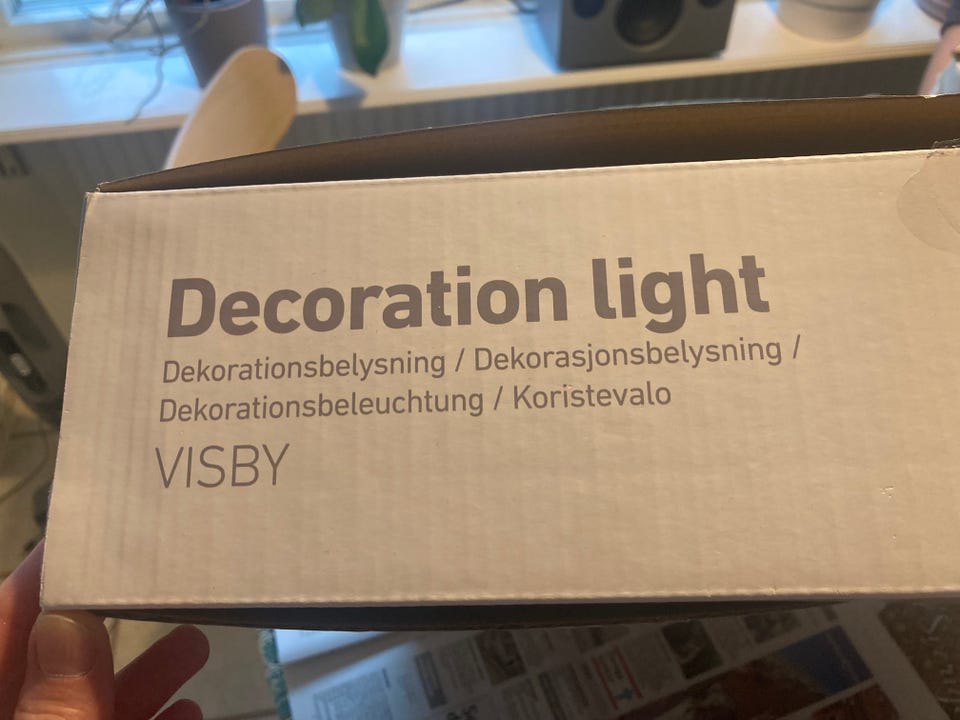 Decoration light
Dekorationsbelysning / Dekorasjonsbelysning /
Dekorationsbeleuchtung / Koristevalo
VISBY